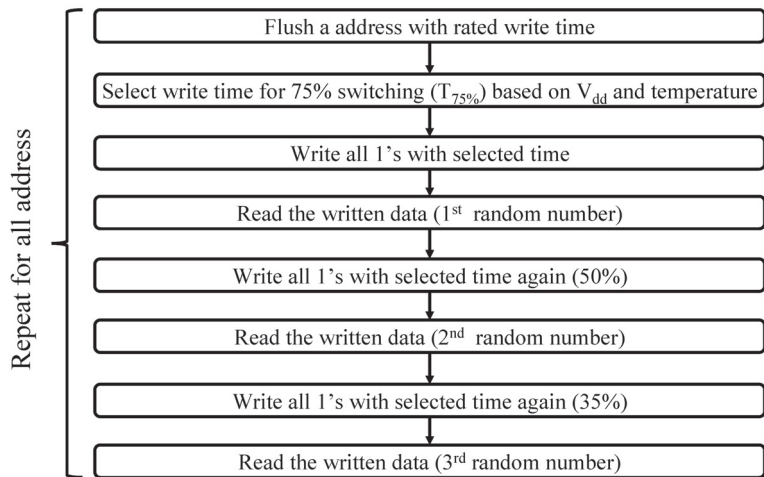 Repeat for all address
Flush a address with rated write time
Select write time for 75% switching (T75%) based on Vdd and temperature
Write all 1's with selected time
Read the written data (1st random number)
Write all 1's with selected time again (50%)
Read the written data (2nd random number)
Write all 1's with selected time again (35%)
Read the written data (3rd random number)